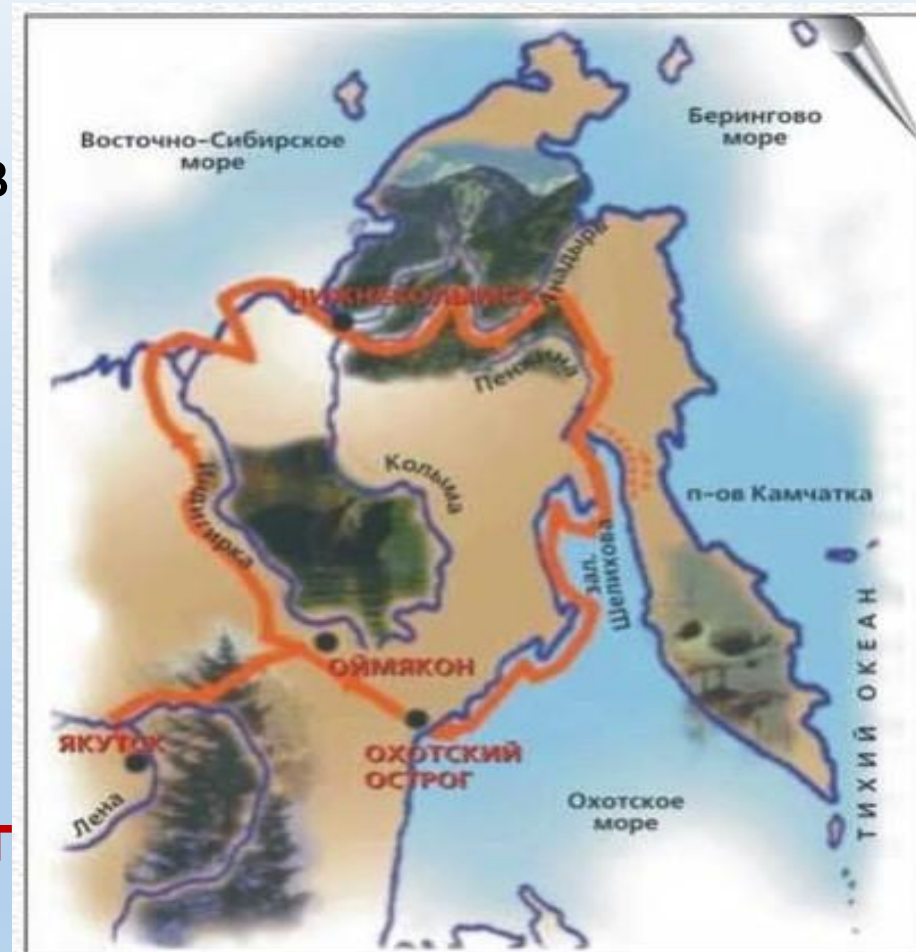 Восточно-Сибирское
море
Берингово
море
В
НИЖНЕКОЛЫМСК
Анадырь
Пенжина
Колыма
Индигирка
п-ов Камчатка
зал.
Шелихова
ОЙМЯКОН
ЯКУТСК
ОХОТСКИЙ
ОСТРОГ
Лена
Охотское
море
ТИХИЙ ОКЕАН